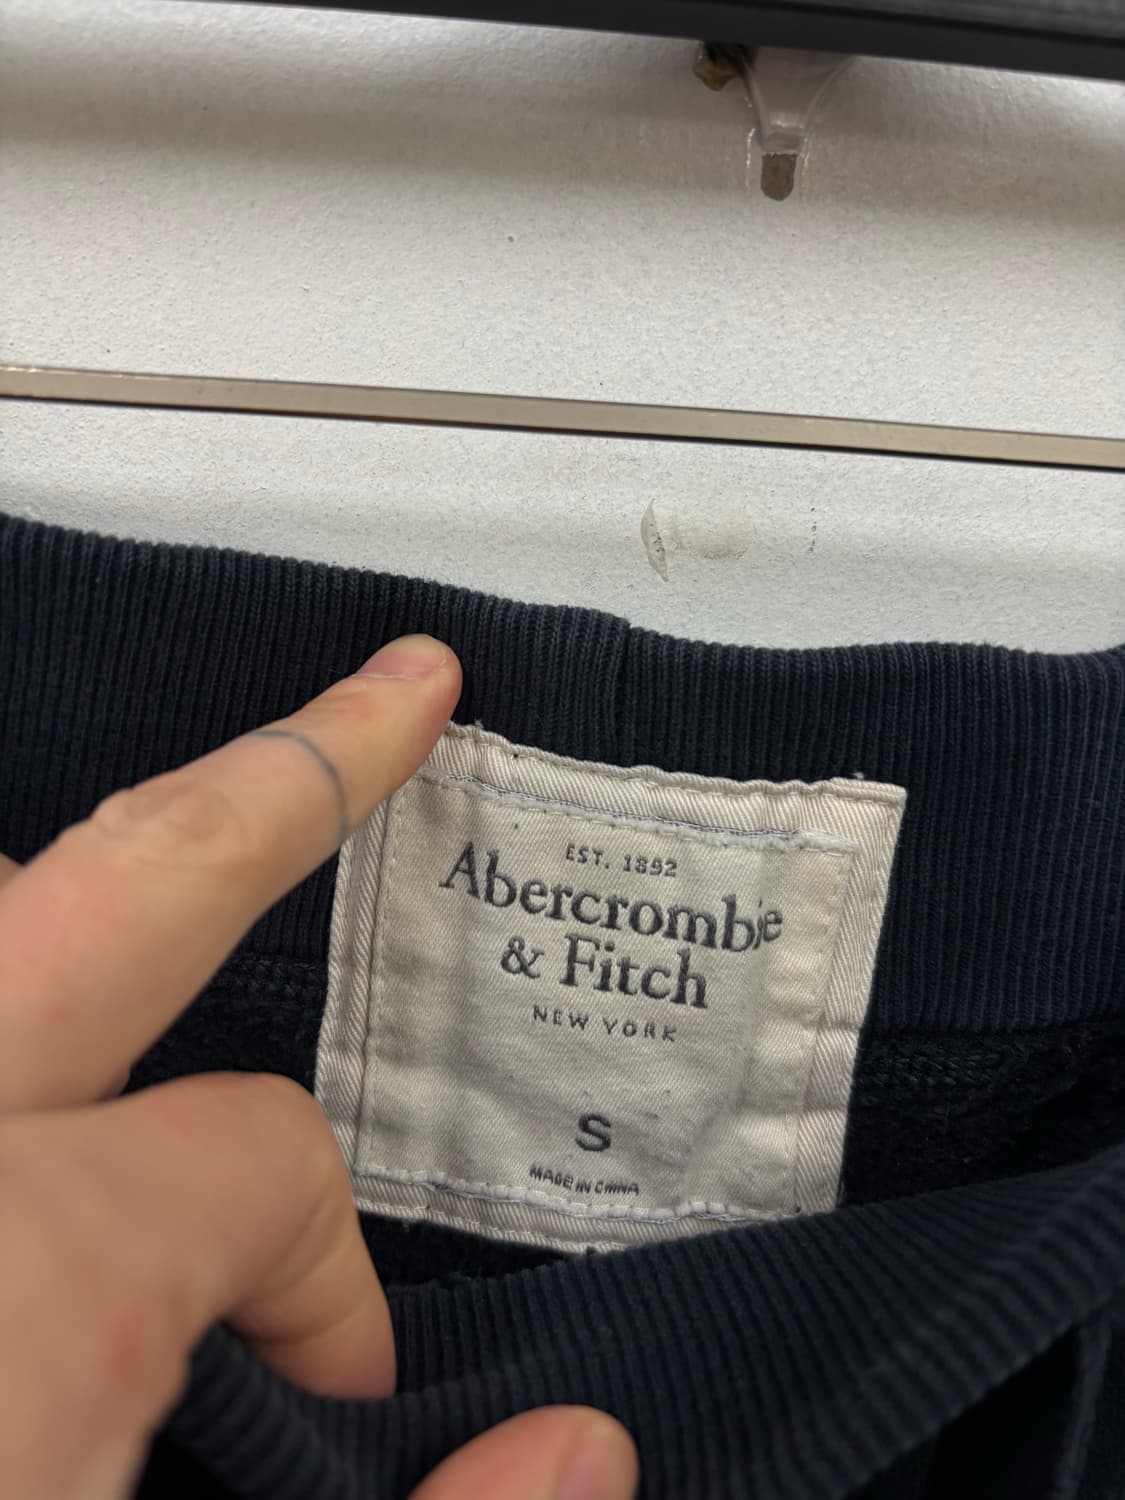 EST. 1892
Abercrombie
& Fitch
NEW YORK
S
MADE IN CHINA